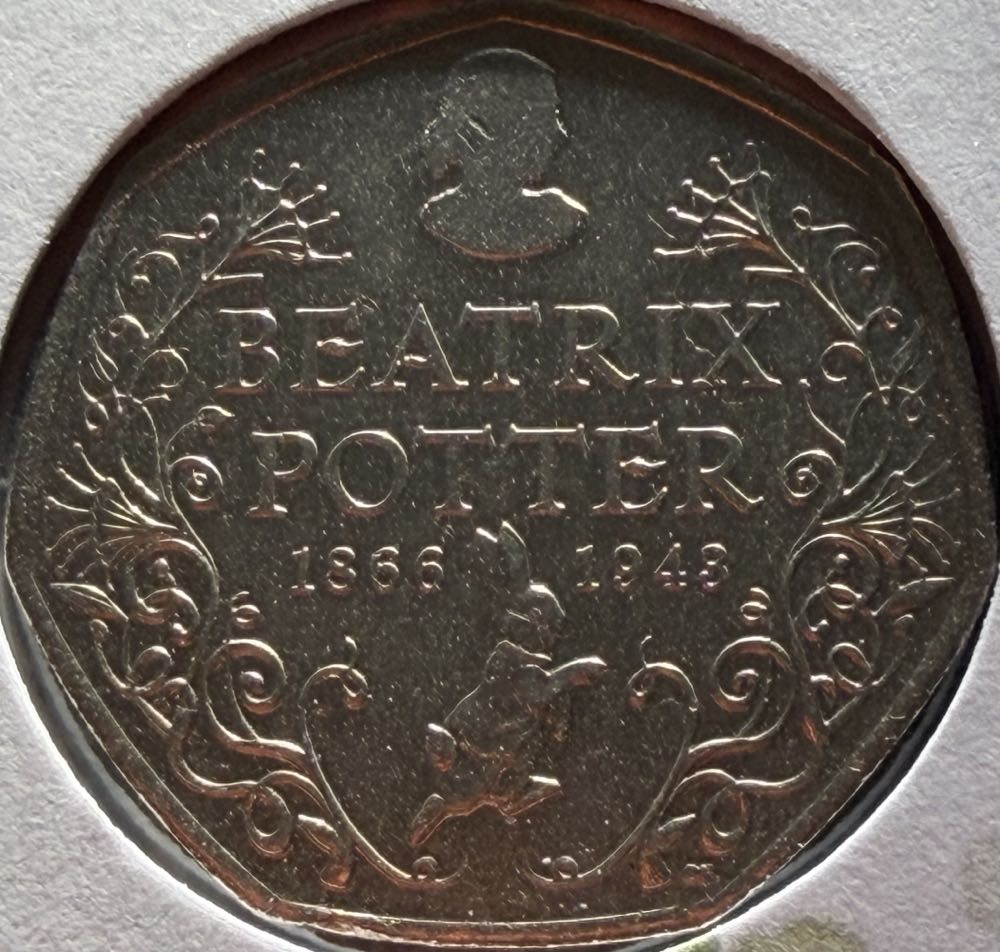 BEATRIX
POTTER
1866 1943